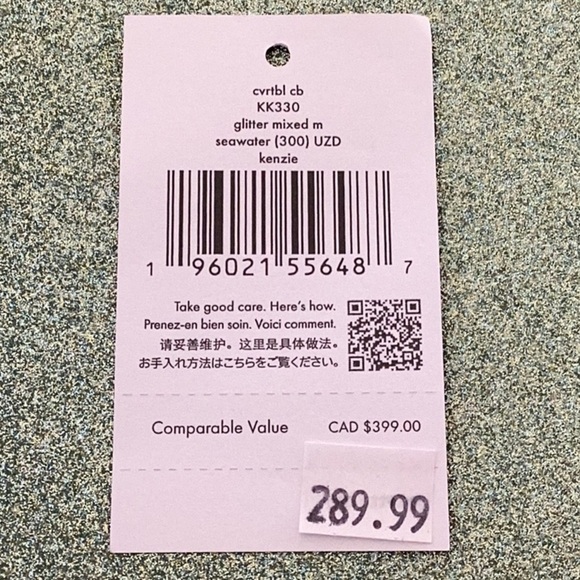 cvrtbl cb
KK330
glitter mixed m
seawater (300) UZD
kenzie
1 96021 55648 7
Take good care. Here's how.
Prenez-en bien soin. Voici comment.
请妥善维护。这里是具体做法。
お手入れ方法はこちらをご覧ください。
Comparable Value CAD $399.00
289.99